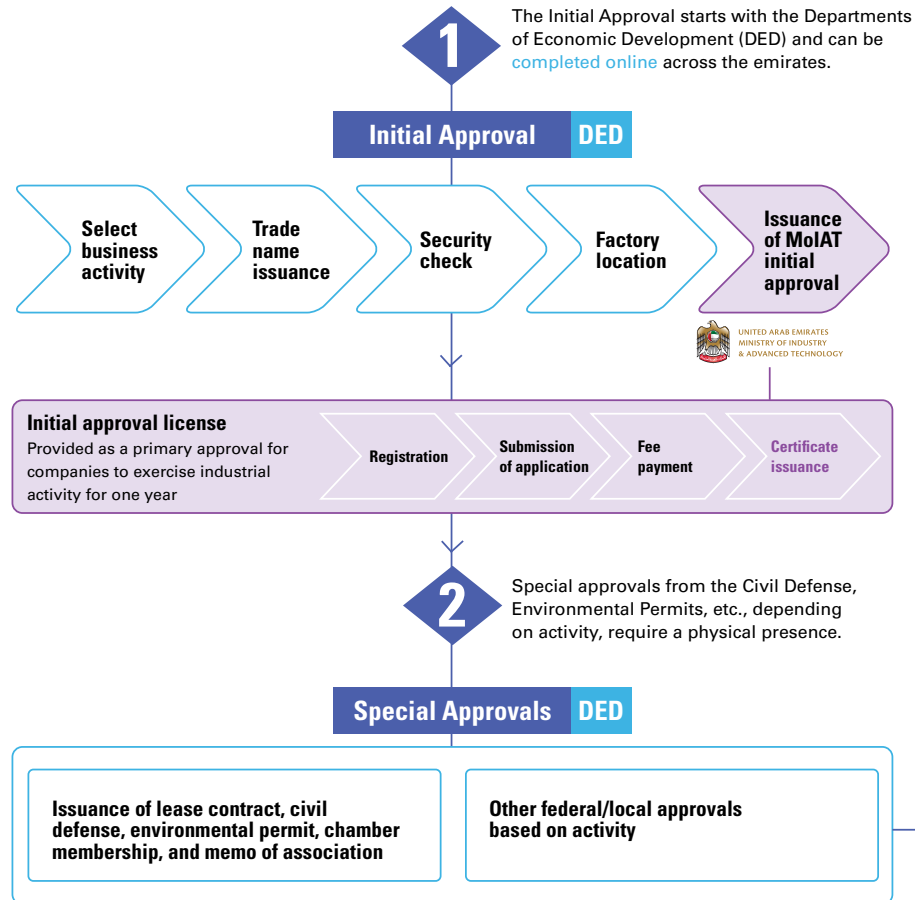 1
The Initial Approval starts with the Departments
of Economic Development (DED) and can be
completed online across the emirates.
Initial Approval
DED
Select
business
activity
Trade
name
issuance
Security
check
Factory
location
Issuance
of MoIAT
initial
approval
UNITED ARAB EMIRATES
MINISTRY OF INDUSTRY
& ADVANCED TECHNOLOGY
Initial approval license
Provided as a primary approval for
companies to exercise industrial
activity for one year
Registration
Submission
of application
Fee
payment
Certificate
issuance
2
Special approvals from the Civil Defense,
Environmental Permits, etc., depending
on activity, require a physical presence.
Special Approvals
DED
Issuance of lease contract, civil
defense, environmental permit, chamber
membership, and memo of association
Other federal/local approvals
based on activity